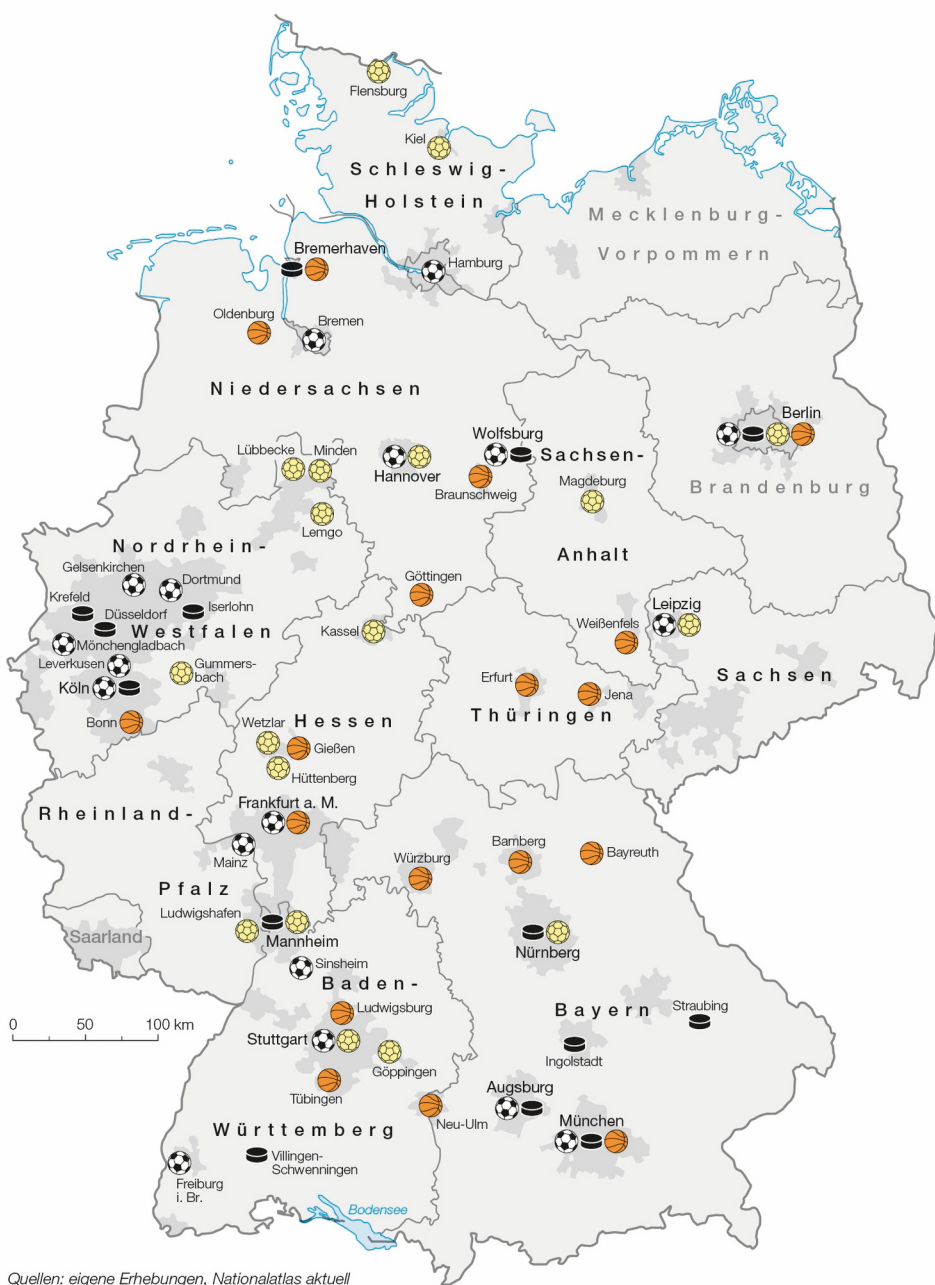 Flensburg
Kiel
Schleswig-
Holstein
Mecklenburg-
Vorpommern
Bremerhaven
Hamburg
Oldenburg
Bremen
Niedersachsen
Berlin
Lübbecke
Minden
Hannover
Wolfsburg
Braunschweig
Sachsen-
Magdeburg
Brandenburg
Lemgo
Anhalt
Nordrhein-
Gelsenkirchen
Dortmund
Krefeld
Düsseldorf
Iserlohn
Westfalen
Mönchengladbach
Leverkusen
Gummers-
bach
Köln
Bonn
Göttingen
Kassel
Weißenfels
Leipzig
Sachsen
Erfurt
Jena
Thüringen
Wetzlar
Hessen
Gießen
Hüttenberg
Rheinland-
Frankfurt a. M.
Mainz
Pfalz
Würzburg
Bamberg
Bayreuth
Ludwigshafen
Mannheim
Saarland
Nürnberg
Sinsheim
Baden-
Ludwigsburg
Bayern
Straubing
0 50 100 km
Stuttgart
Göppingen
Ingolstadt
Tübingen
Neu-Ulm
Augsburg
München
Württemberg
Villingen-
Schwenningen
Freiburg
i. Br.
Bodensee
Quellen: eigene Erhebungen, Nationalatlas aktuell